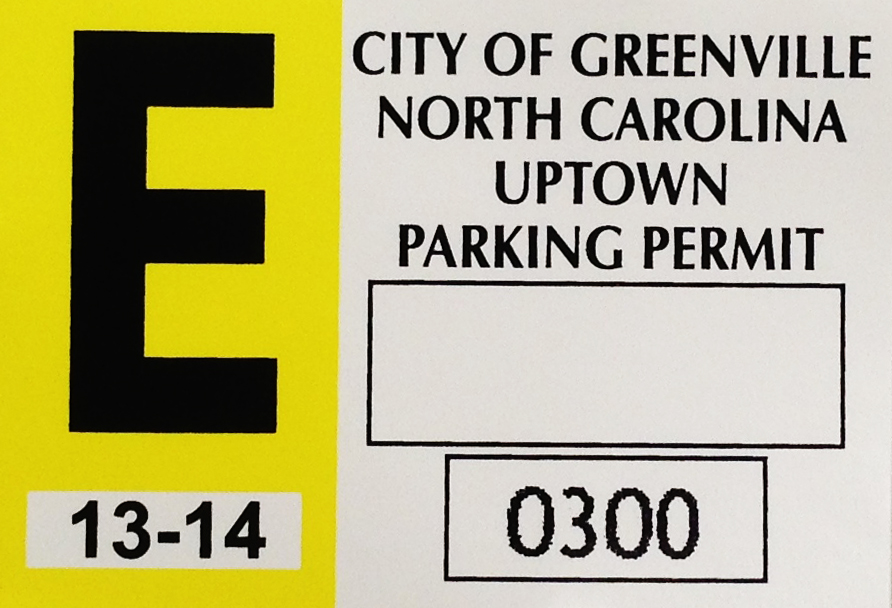 E
13-14
CITY OF GREENVILLE
NORTH CAROLINA
UPTOWN
PARKING PERMIT
0300